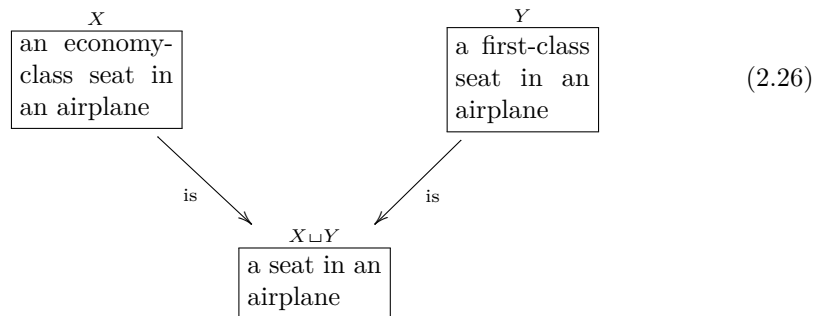 X
an economy-
class seat in
an airplane
Y
a first-class
seat in an
airplane
(2.26)
is
is
X⊔Y
a seat in an
airplane